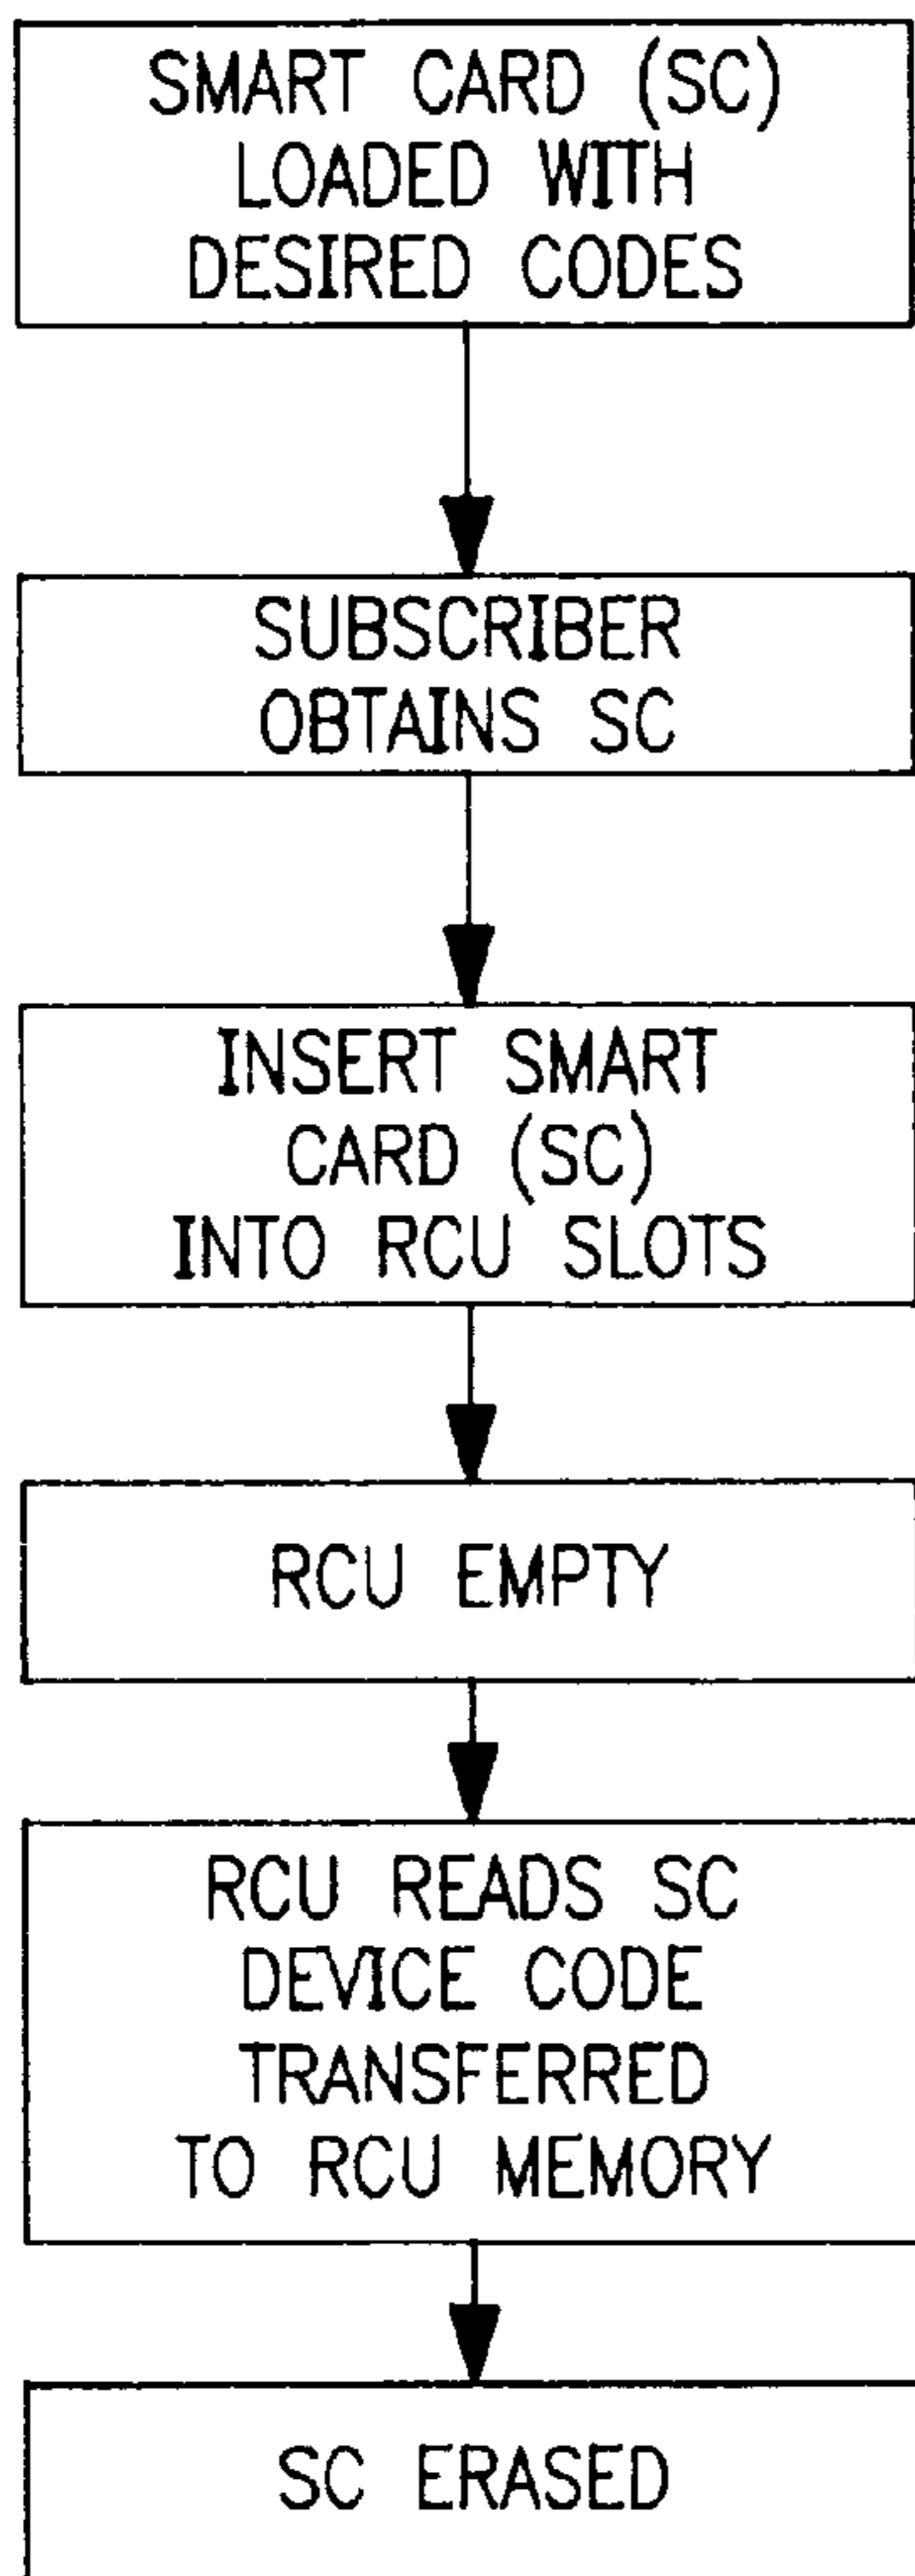 SMART CARD (SC)
LOADED WITH
DESIRED CODES
SUBSCRIBER
OBTAINS SC
INSERT SMART
CARD (SC)
INTO RCU SLOTS
RCU EMPTY
RCU READS SC
DEVICE CODE
TRANSFERRED
TO RCU MEMORY
SC ERASED